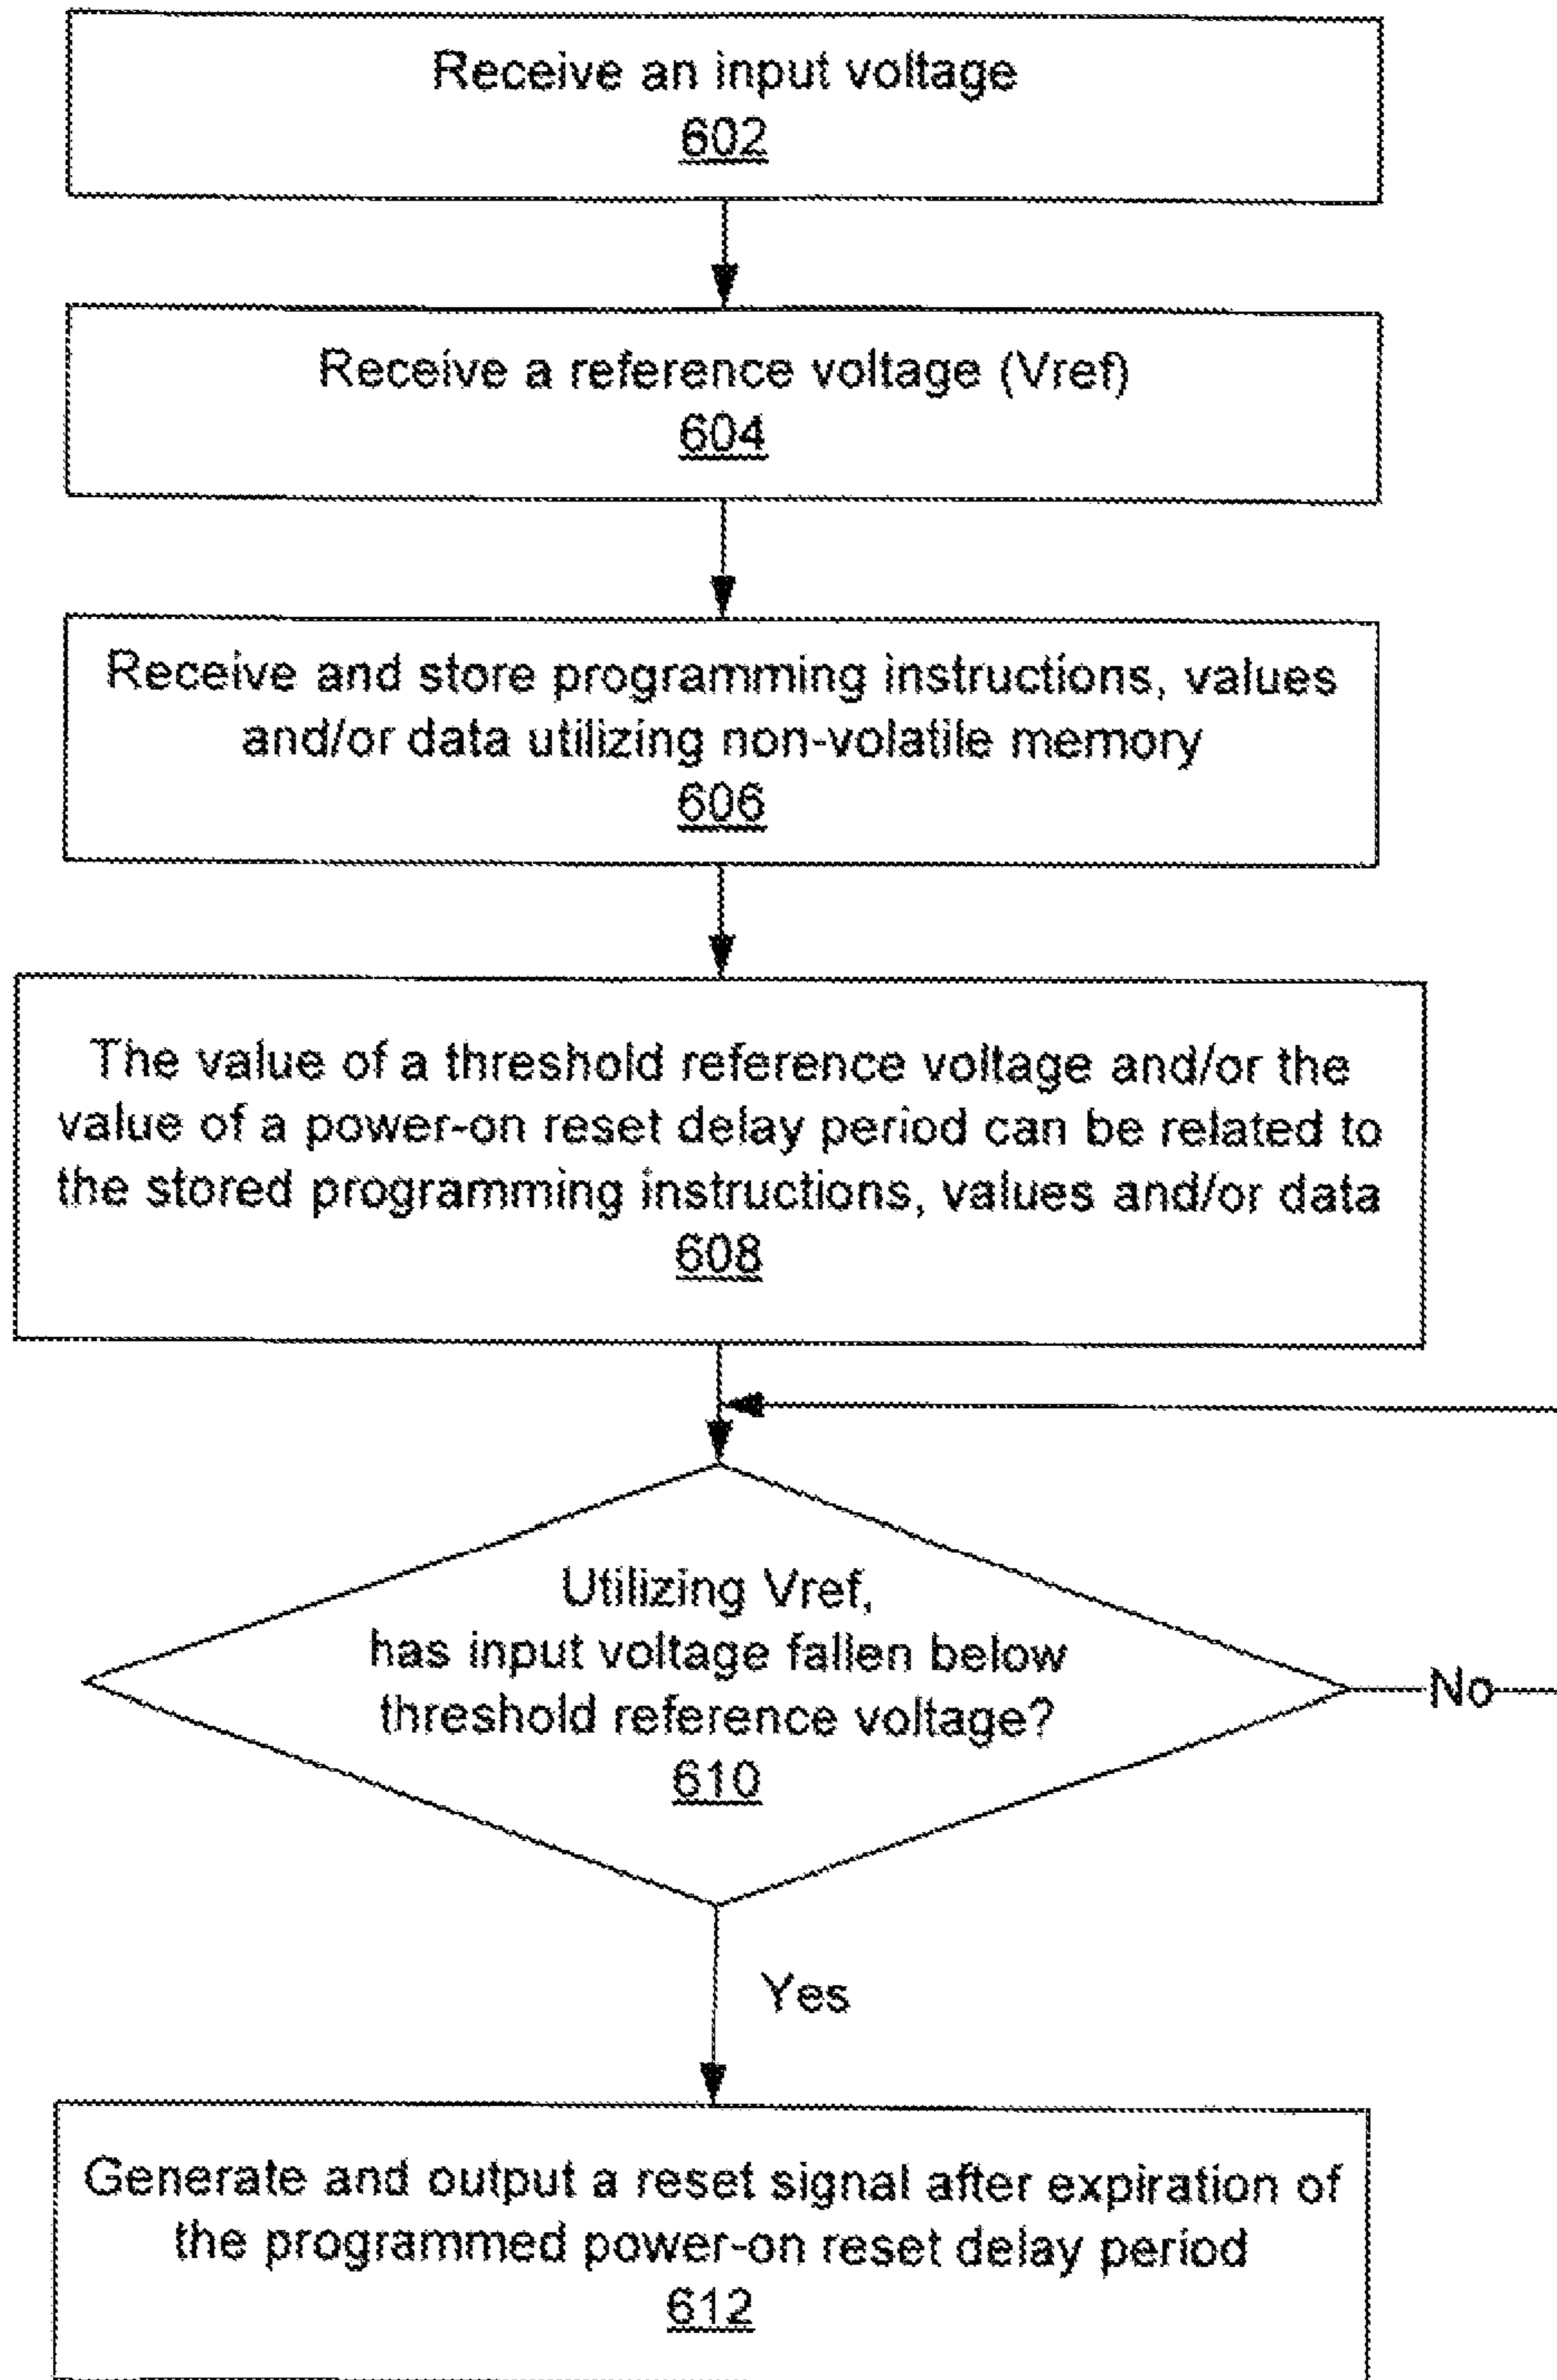 Receive an input voltage
602
Receive a reference voltage (Vref)
604
Receive and store programming instructions, values
and/or data utilizing non-volatile memory
606
The value of a threshold reference voltage and/or the
value of a power-on reset delay period can be related to
the stored programming instructions, values and/or data
608
Utilizing Vref,
has input voltage fallen below
threshold reference voltage?
610
No
Yes
Generate and output a reset signal after expiration of
the programmed power-on reset delay period
612